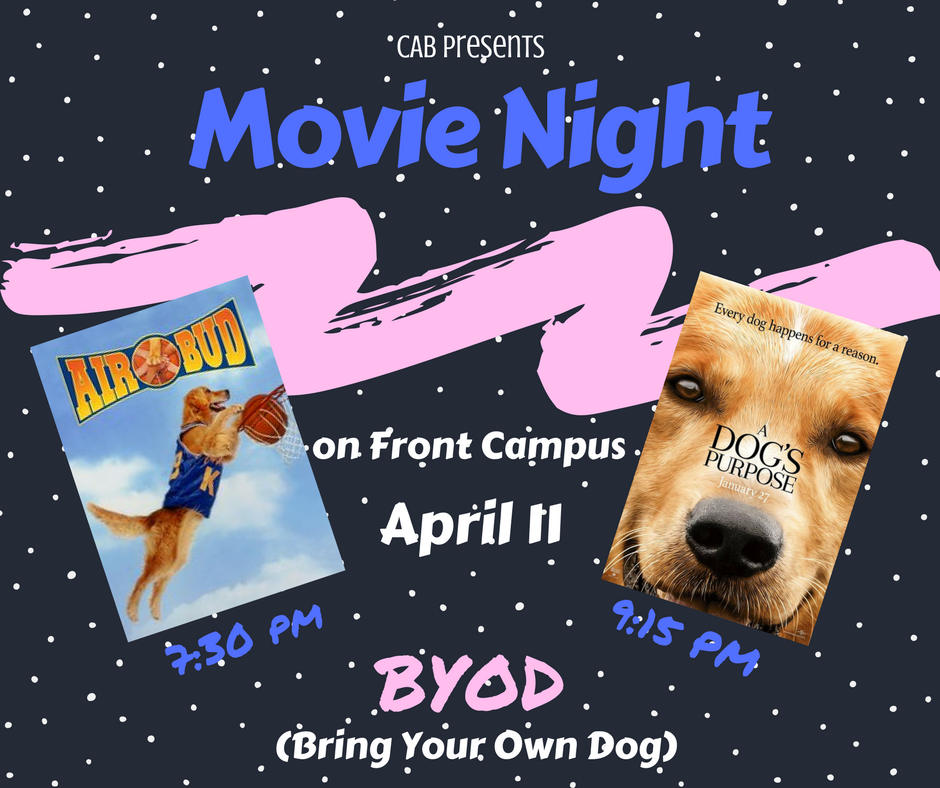 CAB Presents
Movie Night
AIR BUD
K
Every dog happens for a reason.
A
DOG'S
PURPOSE
January 27
on Front Campus
April 11
7:30 PM
9:15 PM
BYOD
(Bring Your Own Dog)